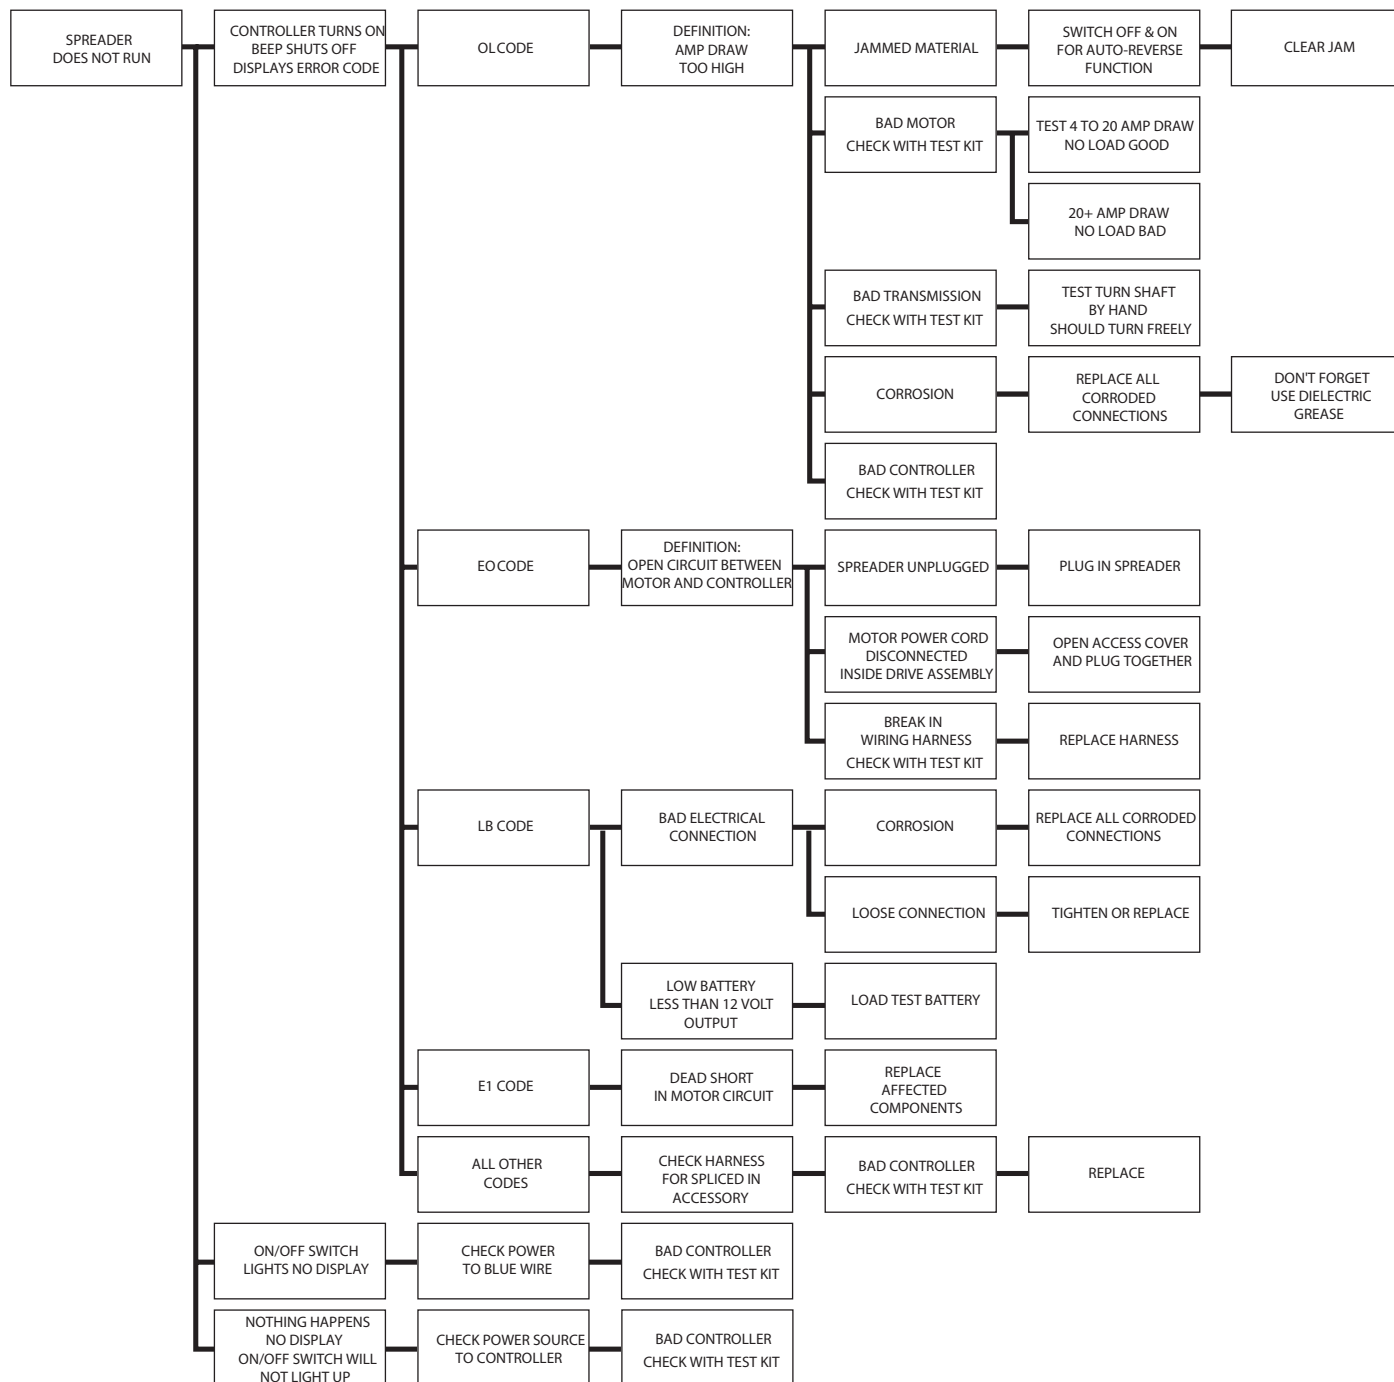 SPREADER
DOES NOT RUN
CONTROLLER TURNS ON
BEEP SHUTS OFF
DISPLAYS ERROR CODE
OL CODE
DEFINITION:
AMP DRAW
TOO HIGH
JAMMED MATERIAL
SWITCH OFF & ON
FOR AUTO-REVERSE
FUNCTION
CLEAR JAM
BAD MOTOR
CHECK WITH TEST KIT
TEST 4 TO 20 AMP DRAW
NO LOAD GOOD
20+ AMP DRAW
NO LOAD BAD
BAD TRANSMISSION
CHECK WITH TEST KIT
TEST TURN SHAFT
BY HAND
SHOULD TURN FREELY
CORROSION
REPLACE ALL
CORRODED
CONNECTIONS
DON'T FORGET
USE DIELECTRIC
GREASE
BAD CONTROLLER
CHECK WITH TEST KIT
EO CODE
DEFINITION:
OPEN CIRCUIT BETWEEN
MOTOR AND CONTROLLER
SPREADER UNPLUGGED
PLUG IN SPREADER
MOTOR POWER CORD
DISCONNECTED
INSIDE DRIVE ASSEMBLY
OPEN ACCESS COVER
AND PLUG TOGETHER
BREAK IN
WIRING HARNESS
CHECK WITH TEST KIT
REPLACE HARNESS
LB CODE
BAD ELECTRICAL
CONNECTION
CORROSION
REPLACE ALL CORRODED
CONNECTIONS
LOOSE CONNECTION
TIGHTEN OR REPLACE
LOW BATTERY
LESS THAN 12 VOLT
OUTPUT
LOAD TEST BATTERY
E1 CODE
DEAD SHORT
IN MOTOR CIRCUIT
REPLACE
AFFECTED
COMPONENTS
ALL OTHER
CODES
CHECK HARNESS
FOR SPLICED IN
ACCESSORY
BAD CONTROLLER
CHECK WITH TEST KIT
REPLACE
ON/OFF SWITCH
LIGHTS NO DISPLAY
CHECK POWER
TO BLUE WIRE
BAD CONTROLLER
CHECK WITH TEST KIT
NOTHING HAPPENS
NO DISPLAY
ON/OFF SWITCH WILL
NOT LIGHT UP
CHECK POWER SOURCE
TO CONTROLLER
BAD CONTROLLER
CHECK WITH TEST KIT